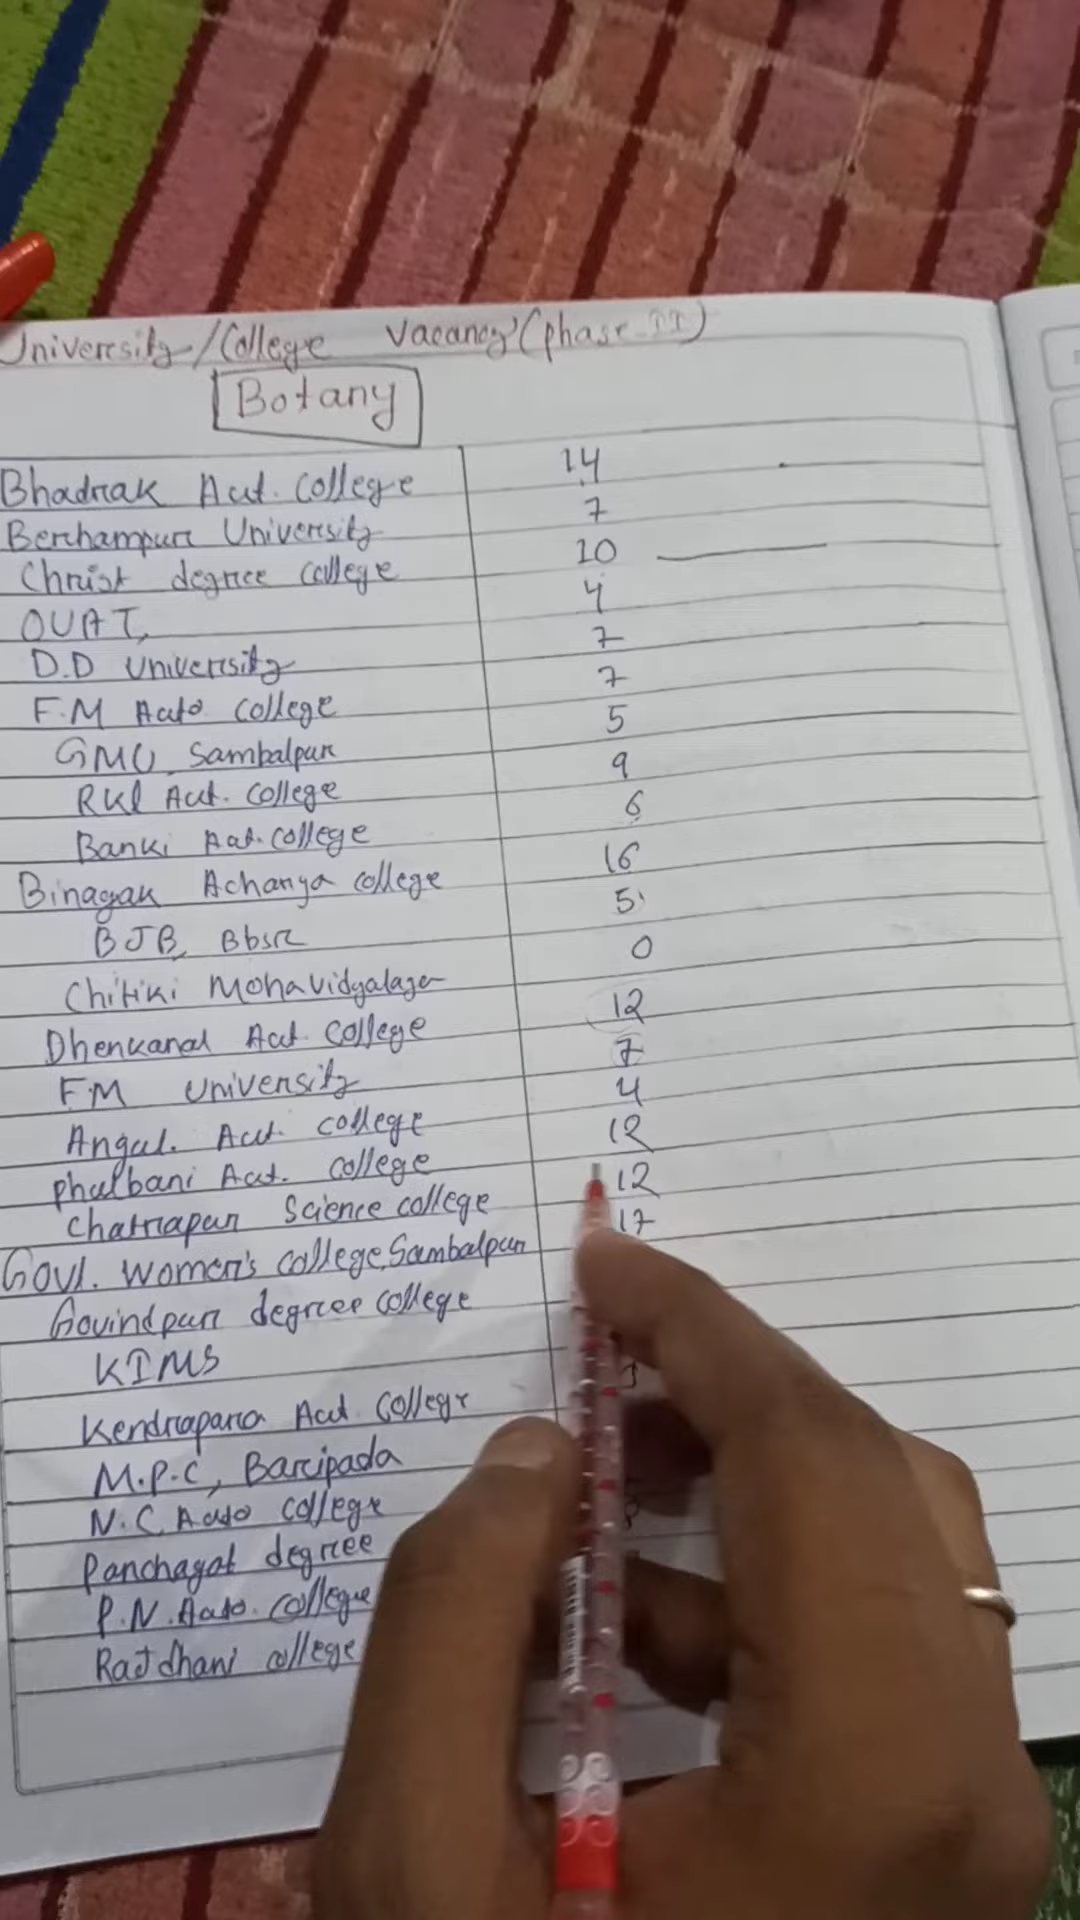 University/College Vacancy (phase-II)
Botany
Bhadrak Aut. College 14
Berhampur University 7
Christ degree college 10
OUAT, 4
D.D University 7
F.M Auto College 7
GMU, Sambalpur 5
RKL Aut. College 9
Banki Aut. College 6
Binayak Acharya college 16
BJB, Bbsr 5
Chitiki Mohavidyalaya 0
Dhenkanal Aut. College 12
F.M University 7
Angul. Aut. college 4
Phulbani Aut. college 12
Chatrapur Science college 12
Govt. Women's College, Sambalpur 17
Govindpur degree college
KIMS
Kendrapara Aut. College
M.P.C, Baripada
N.C Auto college
Panchayat degree
P.N. Auto. college
Rajdhani college